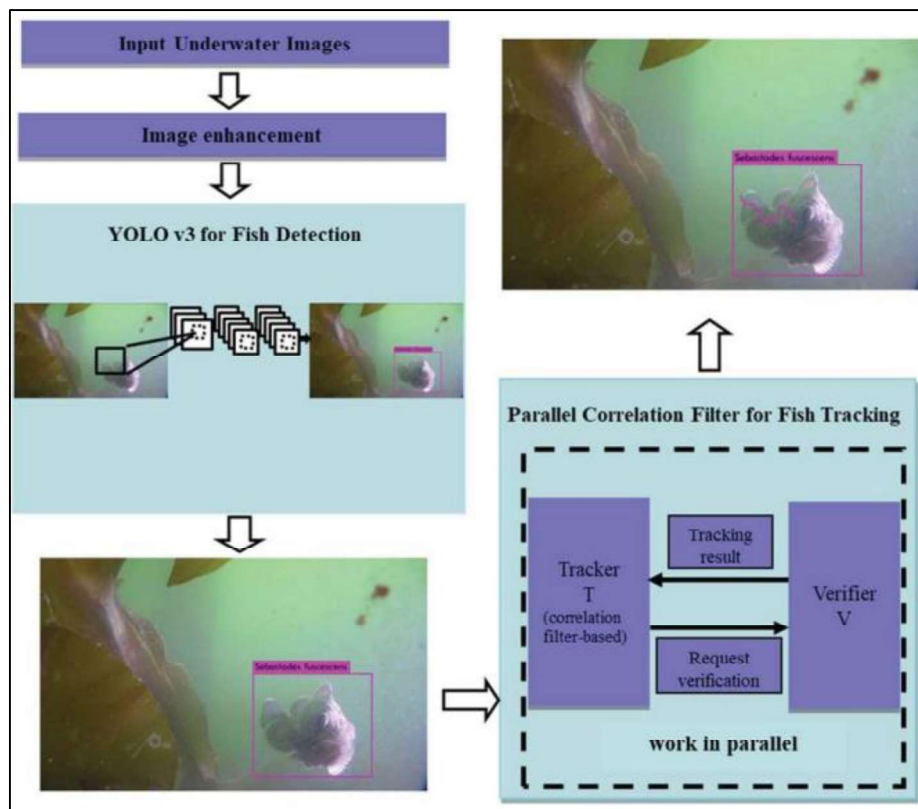 Input Underwater Images
Image enhancement
YOLO v3 for Fish Detection
Sebastodes fuscescens
Parallel Correlation Filter for Fish Tracking
Tracker
T
(correlation
filter-based)
Tracking
result
Request
verification
Verifier
V
work in parallel
Sebastodes fuscescens